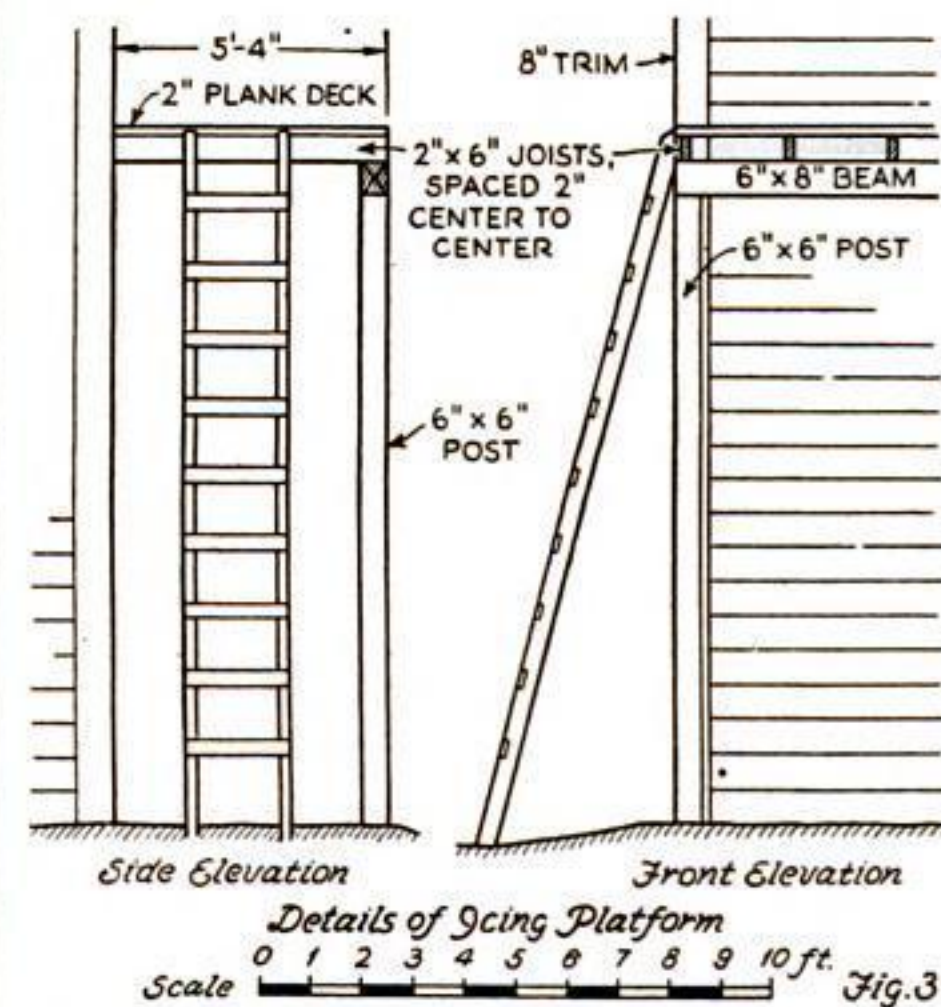 5'-4"
2" PLANK DECK
8" TRIM
2" x 6" JOISTS,
SPACED 2"
CENTER TO
CENTER
6" x 8" BEAM
6" x 6" POST
6" x 6"
POST
Side Elevation
Front Elevation
Details of Icing Platform
Scale 0 1 2 3 4 5 6 7 8 9 10 ft.
Fig. 3